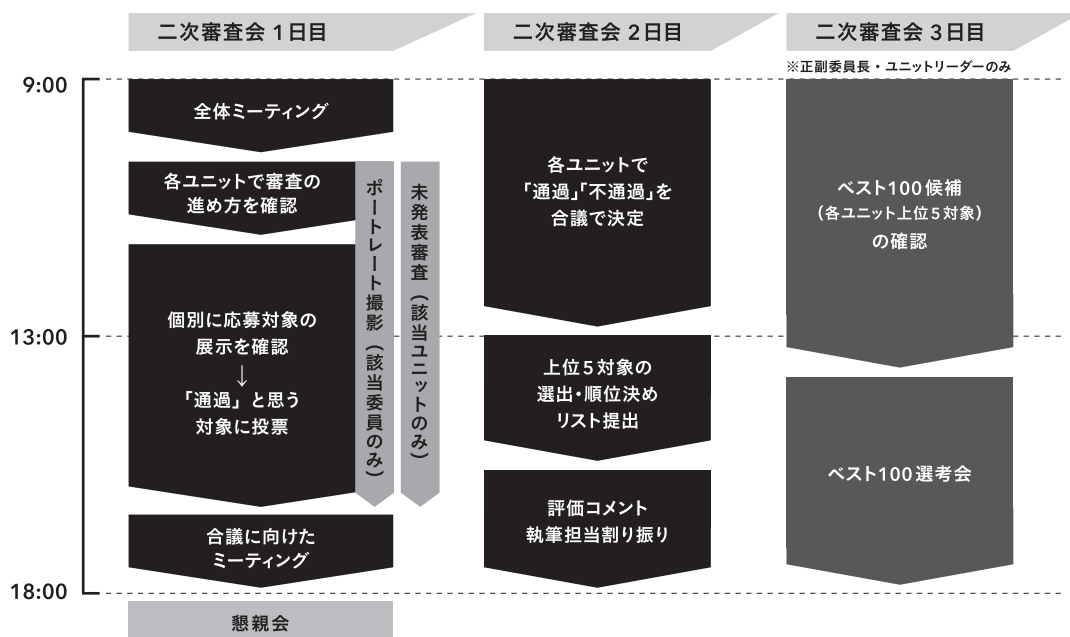 二次審査会 1日目
二次審査会 2日目
二次審査会 3日目
※正副委員長・ユニットリーダーのみ
9:00
13:00
18:00
全体ミーティング
各ユニットで審査の
進め方を確認
個別に応募対象の
展示を確認
↓
「通過」と思う
対象に投票
ポートレート撮影（該当委員のみ）
未発表審査（該当ユニットのみ）
合議に向けた
ミーティング
懇親会
各ユニットで
「通過」「不通過」を
合議で決定
上位5対象の
選出・順位決め
リスト提出
評価コメント
執筆担当割り振り
ベスト100候補
（各ユニット上位5対象）
の確認
ベスト100選考会